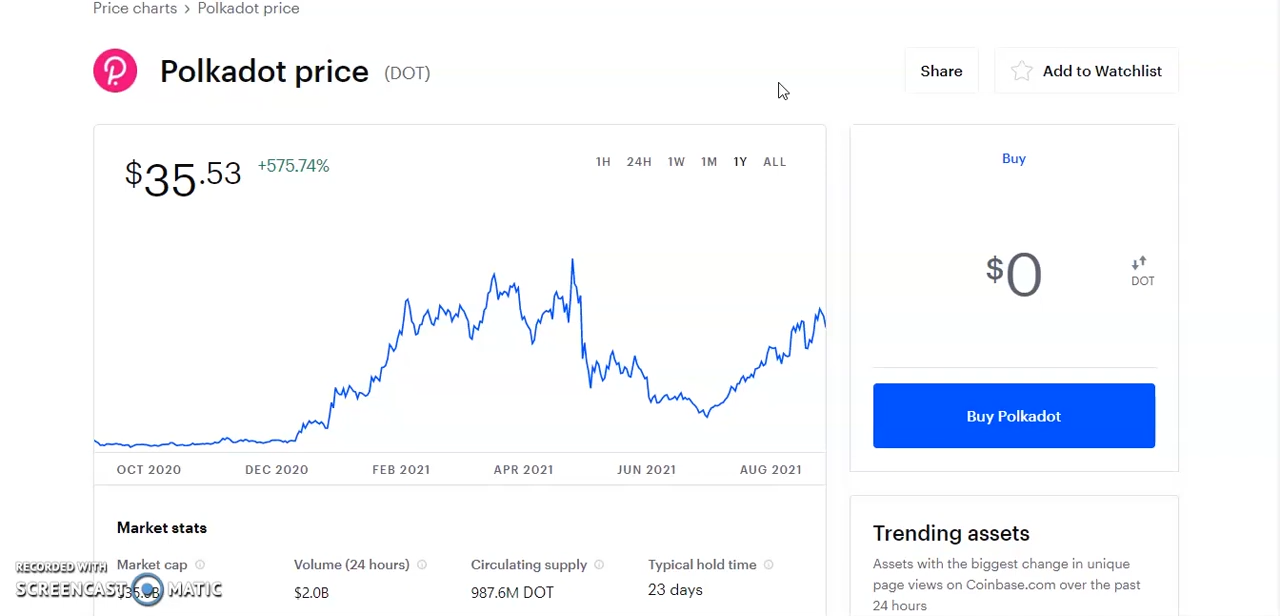 Price charts › Polkadot price
Polkadot price (DOT)
Share
Add to Watchlist
$35.53 +575.74%
1H 24H 1W 1M 1Y ALL
Buy
$0
DOT
Buy Polkadot
OCT 2020 DEC 2020 FEB 2021 APR 2021 JUN 2021 AUG 2021
Market stats
Market cap
Volume (24 hours)
$2.0B
Circulating supply
987.6M DOT
Typical hold time
23 days
Trending assets
Assets with the biggest change in unique
page views on Coinbase.com over the past
24 hours
RECORDED WITH
SCREENCAST MATIC